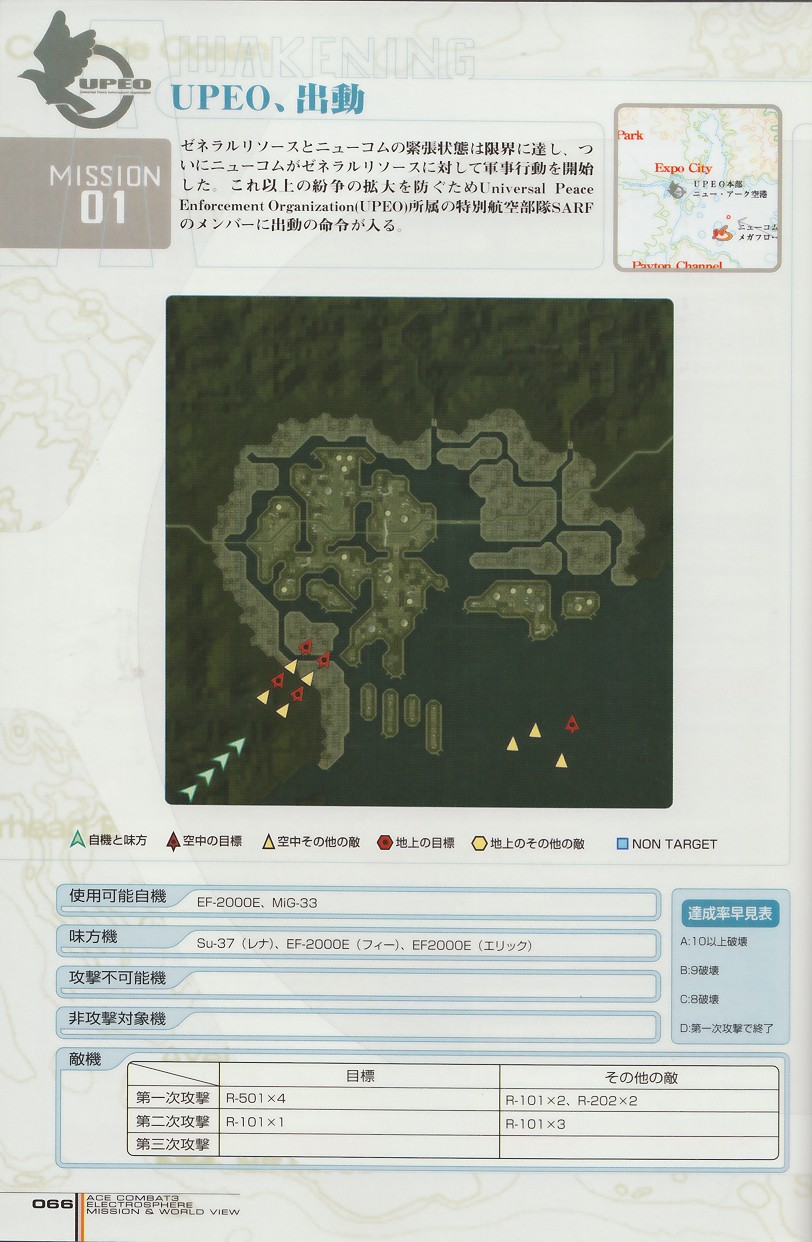 AWAKENING
UPEO
UPEO、出動
MISSION
01
ゼネラルリソースとニューコムの緊張状態は限界に達し、つ
いにニューコムがゼネラルリソースに対して軍事行動を開始
した。これ以上の紛争の拡大を防ぐためUniversal Peace
Enforcement Organization(UPEO)所属の特別航空部隊SARF
のメンバーに出動の命令が入る。
Park
Expo City
UPEO本部
ニュー・アーク空港
ニューコム
メガフロー
Payton Channel
自機と味方
空中の目標
空中その他の敵
地上の目標
地上のその他の敵
NON TARGET
使用可能自機
EF-2000E、MiG-33
味方機
Su-37（レナ）、EF-2000E（フィー）、EF2000E（エリック）
攻撃不可能機
非攻撃対象機
達成率早見表
A:10以上破壊
B:9破壊
C:8破壊
D:第一次攻撃で終了
敵機
目標 その他の敵
第一次攻撃 R-501×4 R-101×2、R-202×2
第二次攻撃 R-101×1 R-101×3
第三次攻撃
066
ACE COMBAT3
ELECTROSPHERE
MISSION & WORLD VIEW